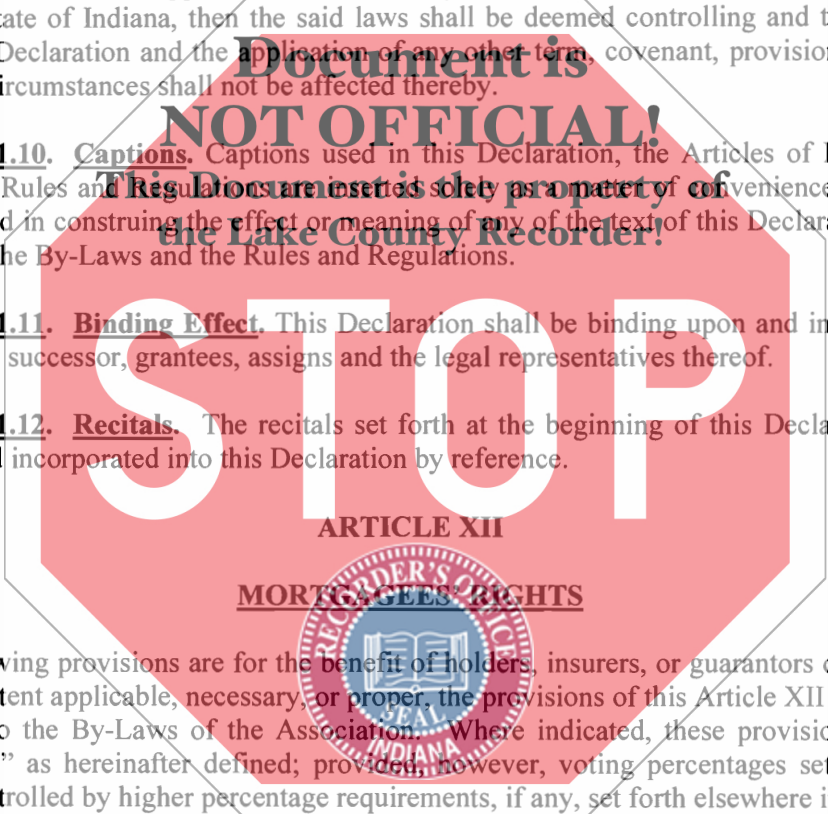 tate of Indiana, then the said laws shall be deemed controlling and t
Declaration and the application of any other term, covenant, provision
ircumstances shall not be affected thereby.
Document is
NOT OFFICIAL!
This Document is the property of
the Lake County Recorder!
1.10. Captions. Captions used in this Declaration, the Articles of
Rules and Regulations are inserted solely as a matter of convenience
d in construing the effect or meaning of any of the text of this Declara
he By-Laws and the Rules and Regulations.
1.11. Binding Effect. This Declaration shall be binding upon and in
successor, grantees, assigns and the legal representatives thereof.
STOP
1.12. Recitals. The recitals set forth at the beginning of this Decla
incorporated into this Declaration by reference.
ARTICLE XII
MORTGAGEES' RIGHTS
RECORDER'S OFFICE
SEAL
INDIANA
ving provisions are for the benefit of holders, insurers, or guarantors
tent applicable, necessary, or proper, the provisions of this Article XII
o the By-Laws of the Association. Where indicated, these provisio
" as hereinafter defined; provided, however, voting percentages set
trolled by higher percentage requirements, if any, set forth elsewhere i